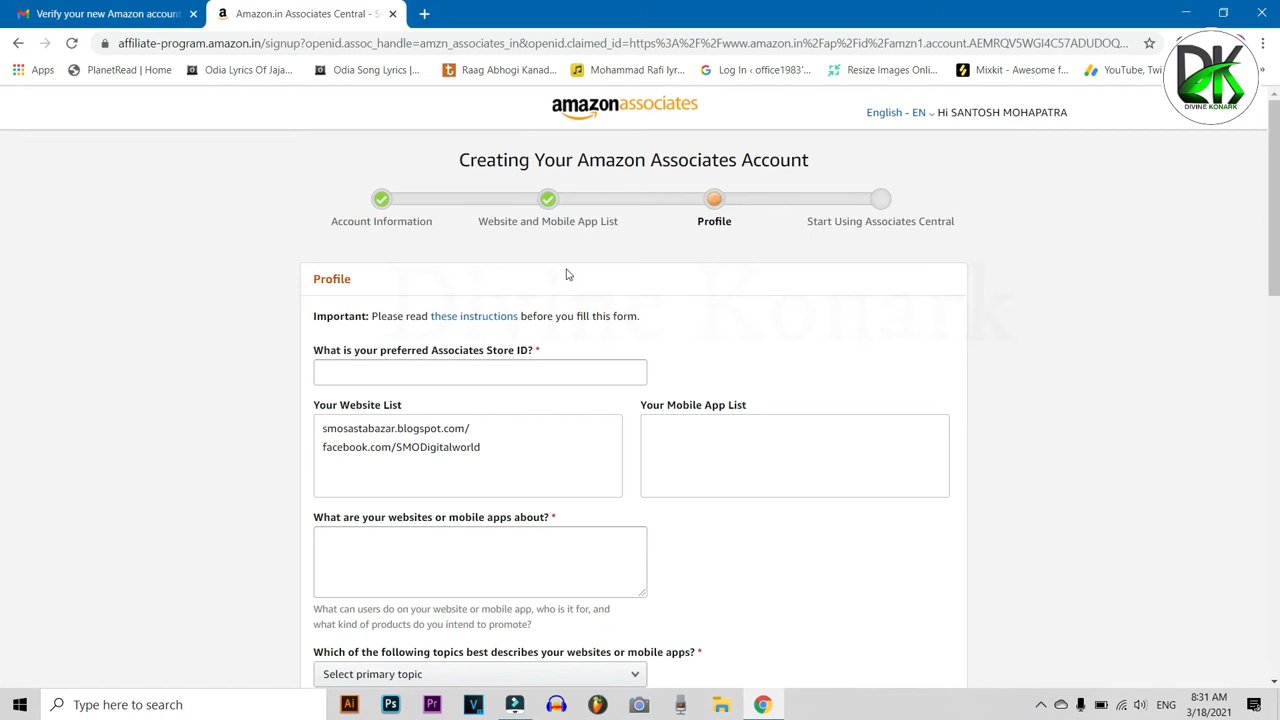 Verify your new Amazon account
Amazon.in Associates Central - S
affiliate-program.amazon.in/signup?openid.assoc_handle=amzn_associates_in&openid.claimed_id=https%3A%2F%2Fwww.amazon.in%2Fap%2Fid%2Famzn1.account.AEMRQV5WGI4C57ADUDOQ...
Apps
PlanetRead | Home
Odia Lyrics Of Jaja...
Odia Song Lyrics |...
Raag Abhogi
Mohammad Rafi lyr...
Log In ‹ office1983'...
Resize Images Onli...
Mixkit - Awesome f...
YouTube, Twi
DK
DIVINE KONARK
amazonassociates
English - EN Hi SANTOSH MOHAPATRA
Creating Your Amazon Associates Account
Account Information
Website and Mobile App List
Profile
Start Using Associates Central
Divine Konark
Profile
Important: Please read these instructions before you fill this form.
What is your preferred Associates Store ID? *
Your Website List
Your Mobile App List
smosastabazar.blogspot.com/
facebook.com/SMODigitalworld
What are your websites or mobile apps about? *
What can users do on your website or mobile app, who is it for, and
what kind of products do you intend to promote?
Which of the following topics best describes your websites or mobile apps? *
Select primary topic
Type here to search
Ai
Ps
Pr
V
ENG
8:31 AM
3/18/2021